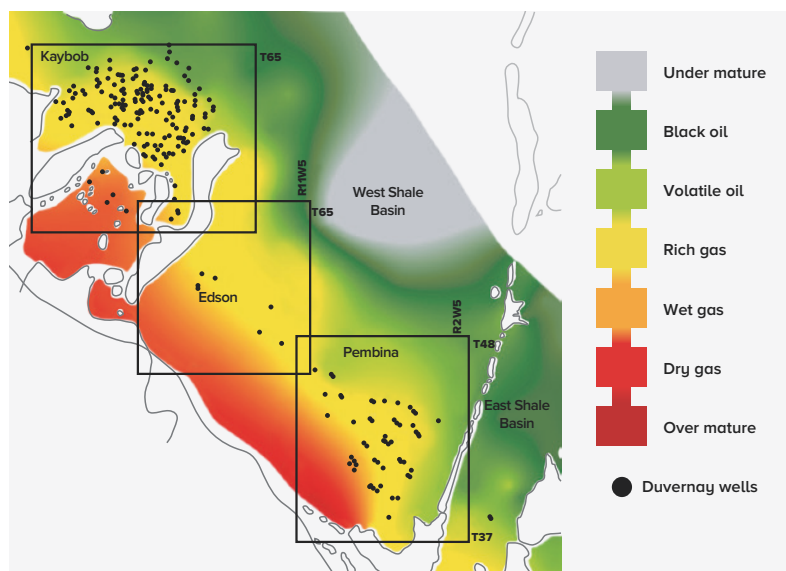 Kaybob
T65
R11W5
West Shale
Basin
T65
Edson
R2W5
T48
Pembina
East Shale
Basin
T37
Under mature
Black oil
Volatile oil
Rich gas
Wet gas
Dry gas
Over mature
Duvernay wells